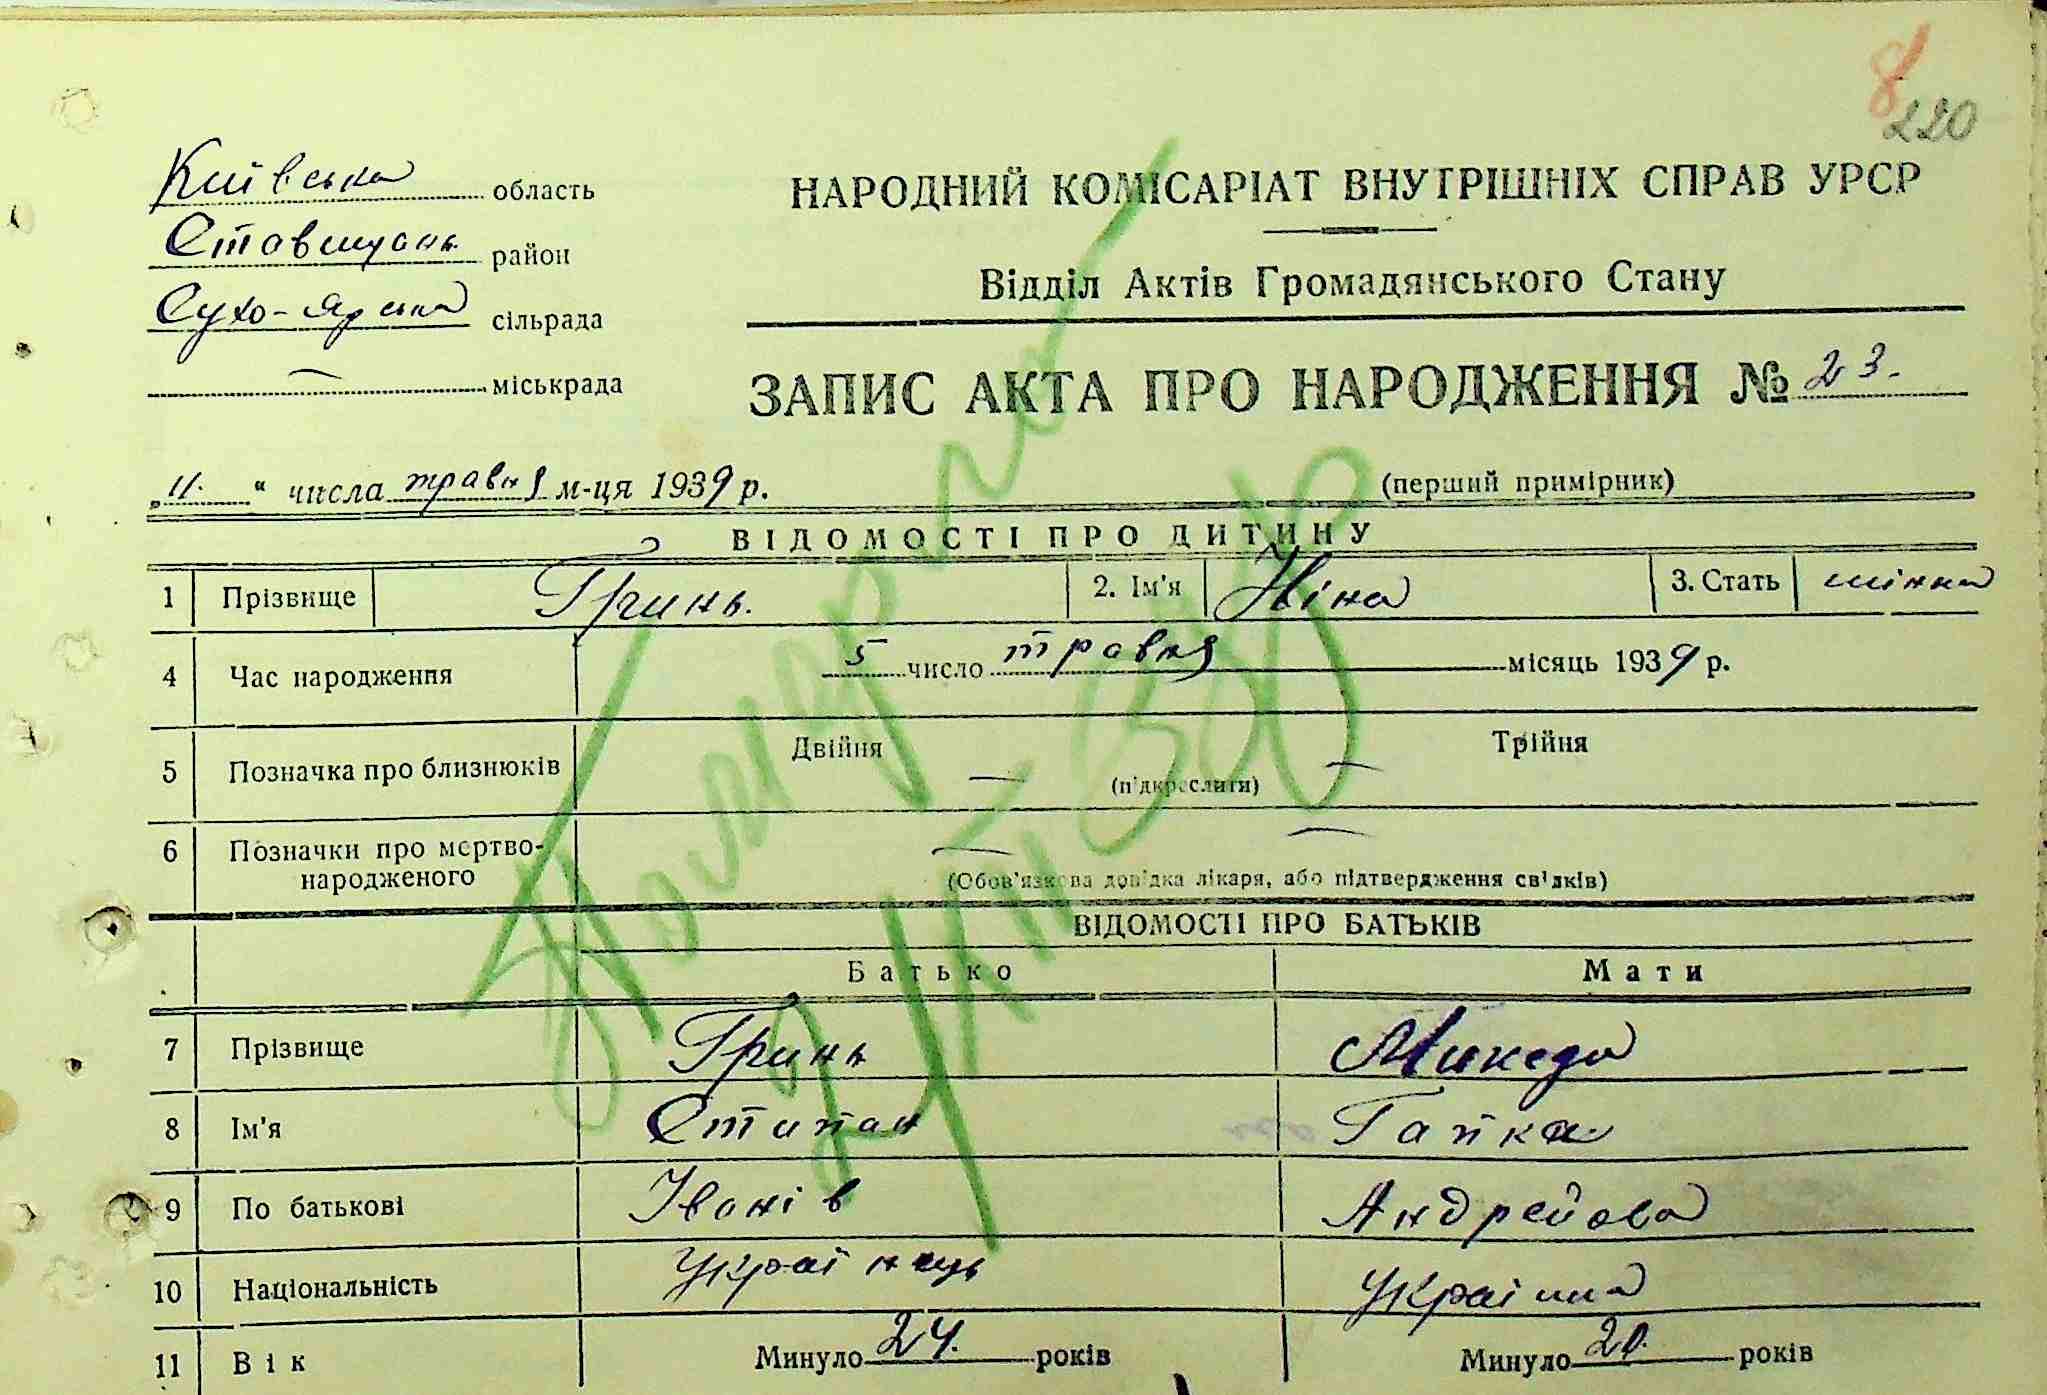 8
220
Київська область
Ставищань. район
Сухо-Ярська сільрада
— міськрада
НАРОДНИЙ КОМІСАРІАТ ВНУТРІШНІХ СПРАВ УРСР
Відділ Актів Громадянського Стану
ЗАПИС АКТА ПРО НАРОДЖЕННЯ № 23.
„11.“ числа травня м-ця 1939 р.
(перший примірник)
ВІДОМОСТІ ПРО ДИТИНУ
1 Прізвище Гринь. 2. Ім'я Ніна 3. Стать жінка
4 Час народження 5 число травня місяць 1939 р.
5 Позначка про близнюків Двійня — (підкреслити) — Трійня
6 Позначки про мертво-
народженого — —
(Обов'язкова довідка лікаря, або підтвердження свідків)
ВІДОМОСТІ ПРО БАТЬКІВ
Батько Мати
7 Прізвище Гринь Микеда
8 Ім'я Стипан Гапка
9 По батькові Іванів Андрейова
10 Національність Українець Українка
11 Вік Минуло 24. років Минуло 20. років